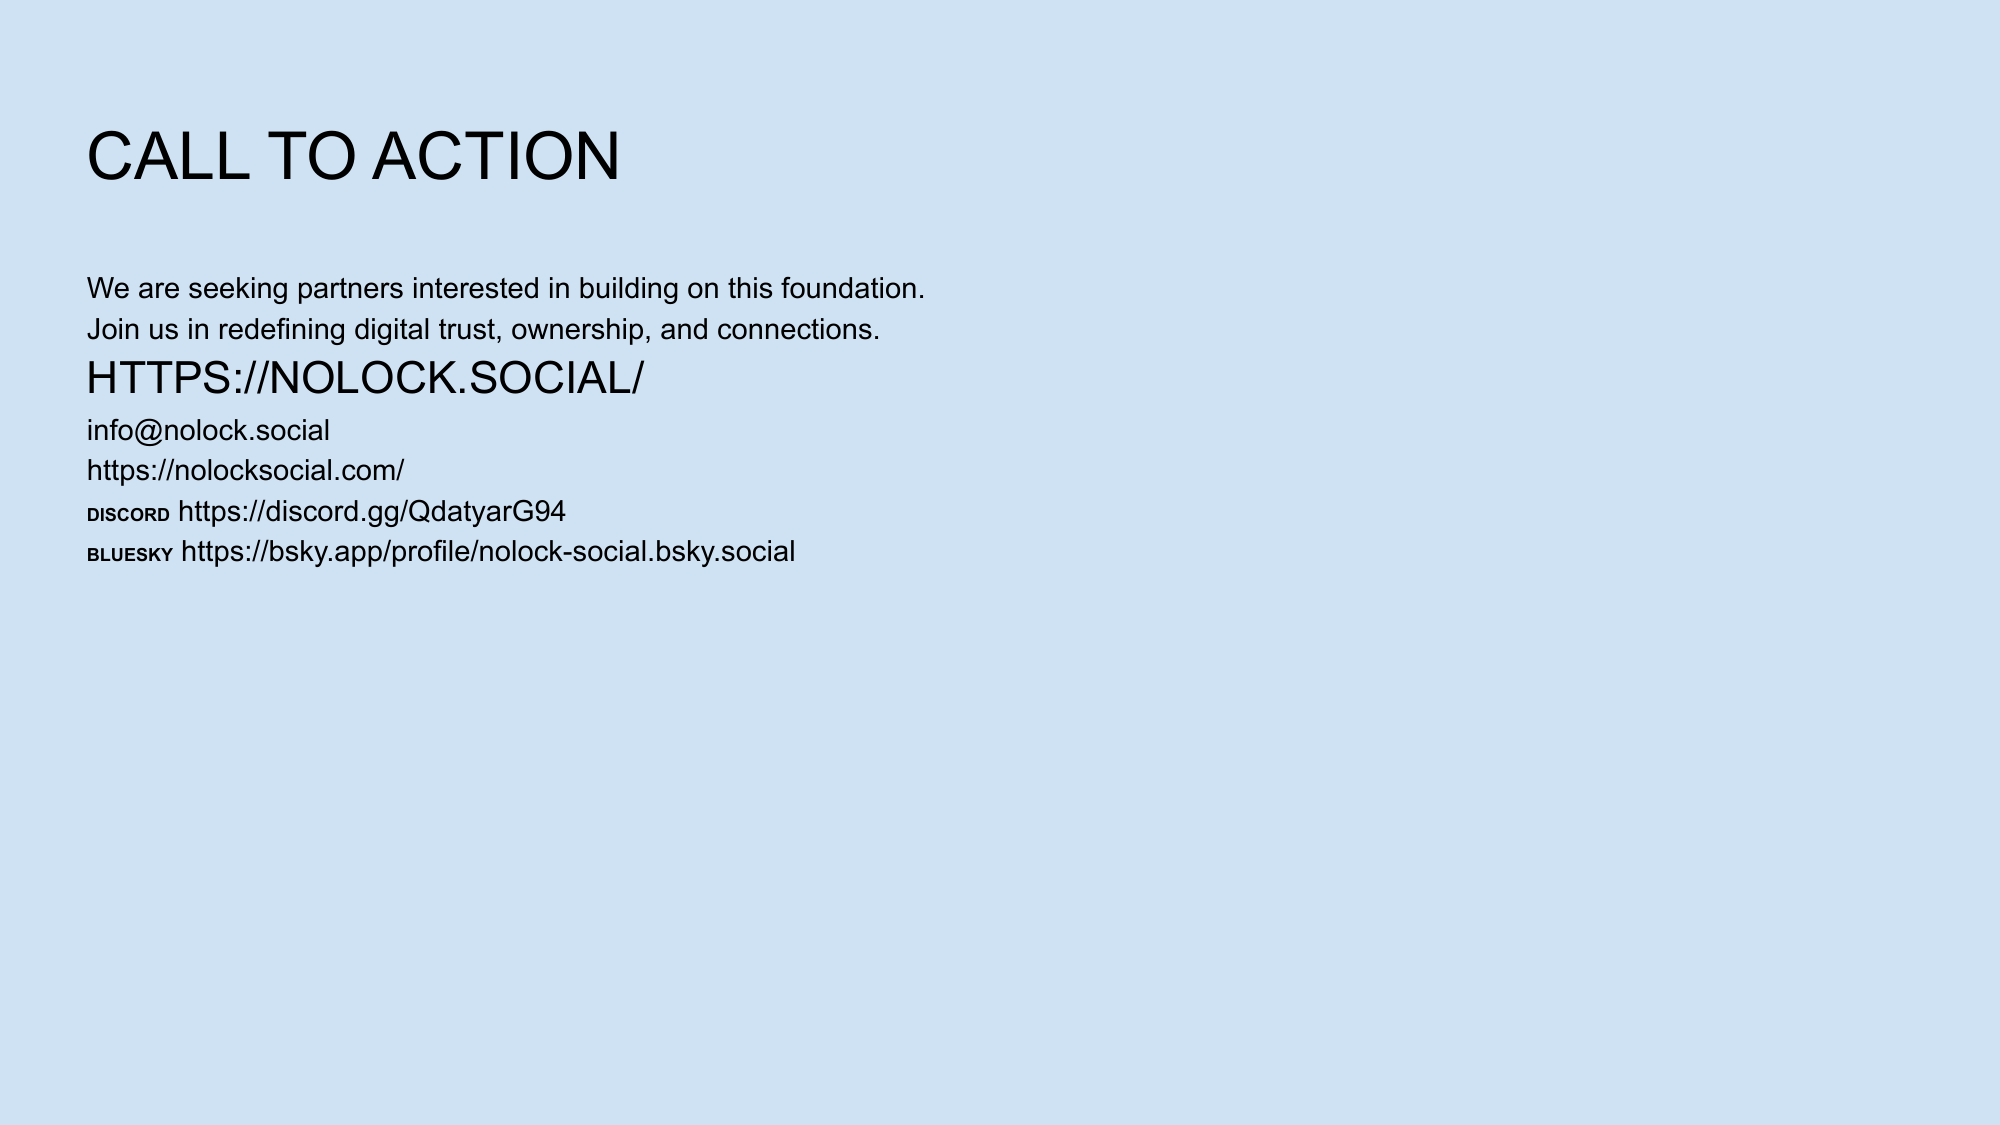 CALL TO ACTION
We are seeking partners interested in building on this foundation.
Join us in redefining digital trust, ownership, and connections.
HTTPS://NOLOCK.SOCIAL/
info@nolock.social
https://nolocksocial.com/
DISCORD https://discord.gg/QdatyarG94
BLUESKY https://bsky.app/profile/nolock-social.bsky.social